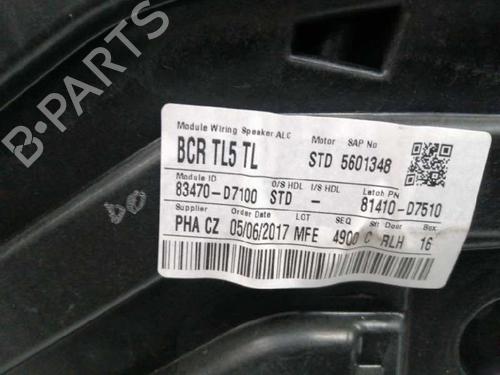 Module Wiring Speaker ALC Motor SAP No
BCR TL5 TL STD 5601348
Module ID O/S HDL I/S HDL Latch PN
83470-D7100 STD - 81410-D7510
Supplier Order Date LOT SEQ Sft Door Box
PHA CZ 05/06/2017 MFE 4900 C RLH 16
B